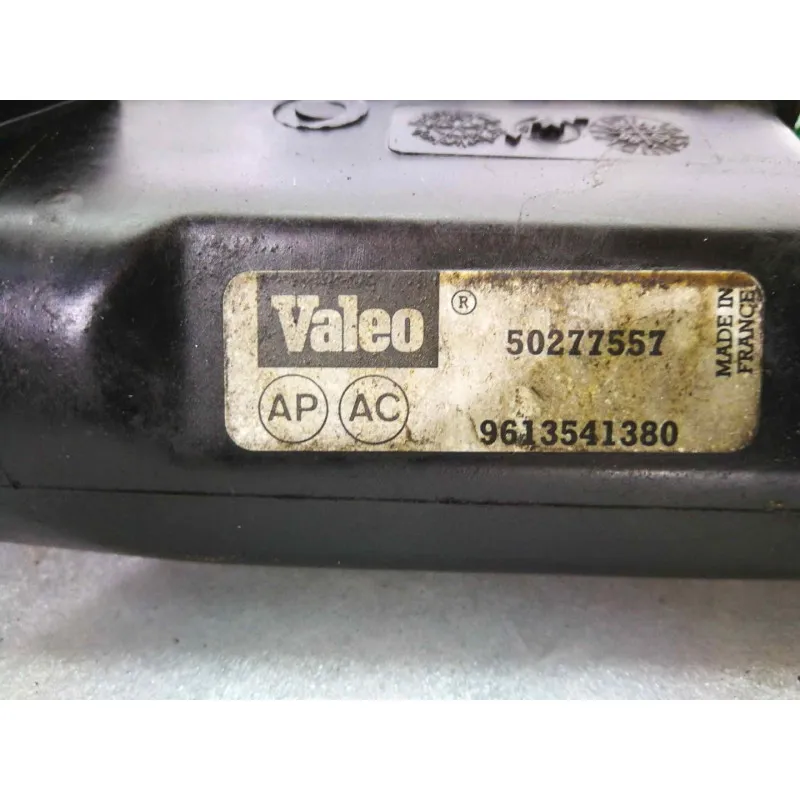 Valeo ® 50277557
AP AC 9613541380
MADE IN
FRANCE